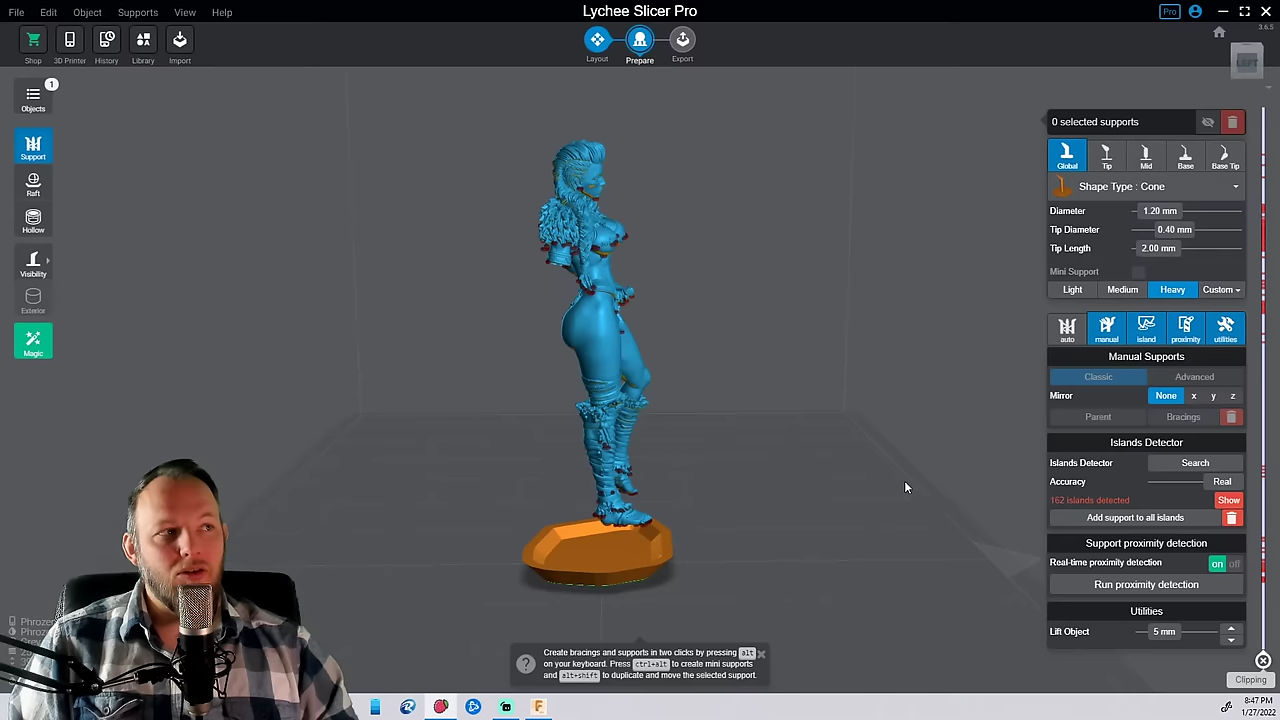 File Edit Object Supports View Help
Lychee Slicer Pro
Pro
3.6.5
Shop 3D Printer History Library Import
Layout Prepare Export
LEFT
1
Objects
Support
Raft
Hollow
Visibility
Exterior
Magic
0 selected supports
Global Tip Mid Base Base Tip
Shape Type : Cone
Diameter 1.20 mm
Tip Diameter 0.40 mm
Tip Length 2.00 mm
Mini Support
Light Medium Heavy Custom
auto manual island proximity utilities
Manual Supports
Classic Advanced
Mirror None x y z
Parent Bracings
Islands Detector
Islands Detector Search
Accuracy Real
162 islands detected Show
Add support to all islands
Support proximity detection
Real-time proximity detection on off
Run proximity detection
Utilities
Lift Object 5 mm
Clipping
Phrozen
? Create bracings and supports in two clicks by pressing alt
on your keyboard. Press ctrl+alt to create mini supports
and alt+shift to duplicate and move the selected support.
8:47 PM
1/27/2022